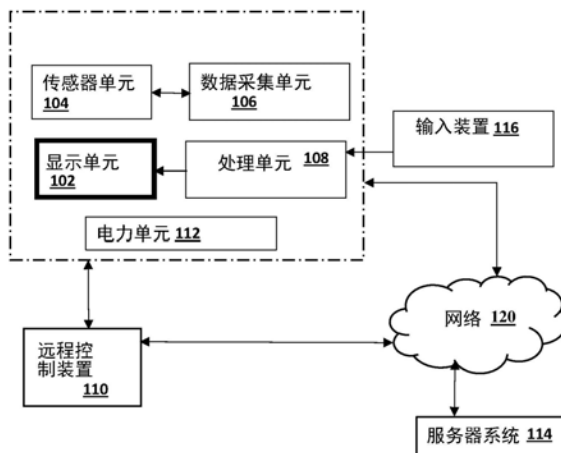 传感器单元
104
数据采集单元
106
输入装置 116
显示单元
102
处理单元 108
电力单元 112
网络 120
远程控
制装置
110
服务器系统 114